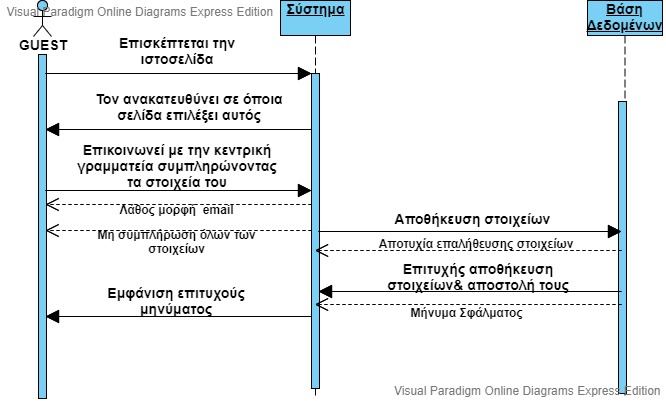 Visual Paradigm Online Diagrams Express Edition
GUEST
Σύστημα
Βάση
Δεδομένων
Επισκέπτεται την
ιστοσελίδα
Τον ανακατευθύνει σε όποια
σελίδα επιλέξει αυτός
Επικοινωνεί με την κεντρική
γραμματεία συμπληρώνοντας
τα στοιχεία του
Λάθος μορφή email
Μη συμπλήρωση όλων των
στοιχείων
Αποθήκευση στοιχείων
Αποτυχία επαλήθευσης στοιχείων
Επιτυχής αποθήκευση
στοιχείων& αποστολή τους
Μήνυμα Σφάλματος
Εμφάνιση επιτυχούς
μηνύματος
Visual Paradigm Online Diagrams Express Edition